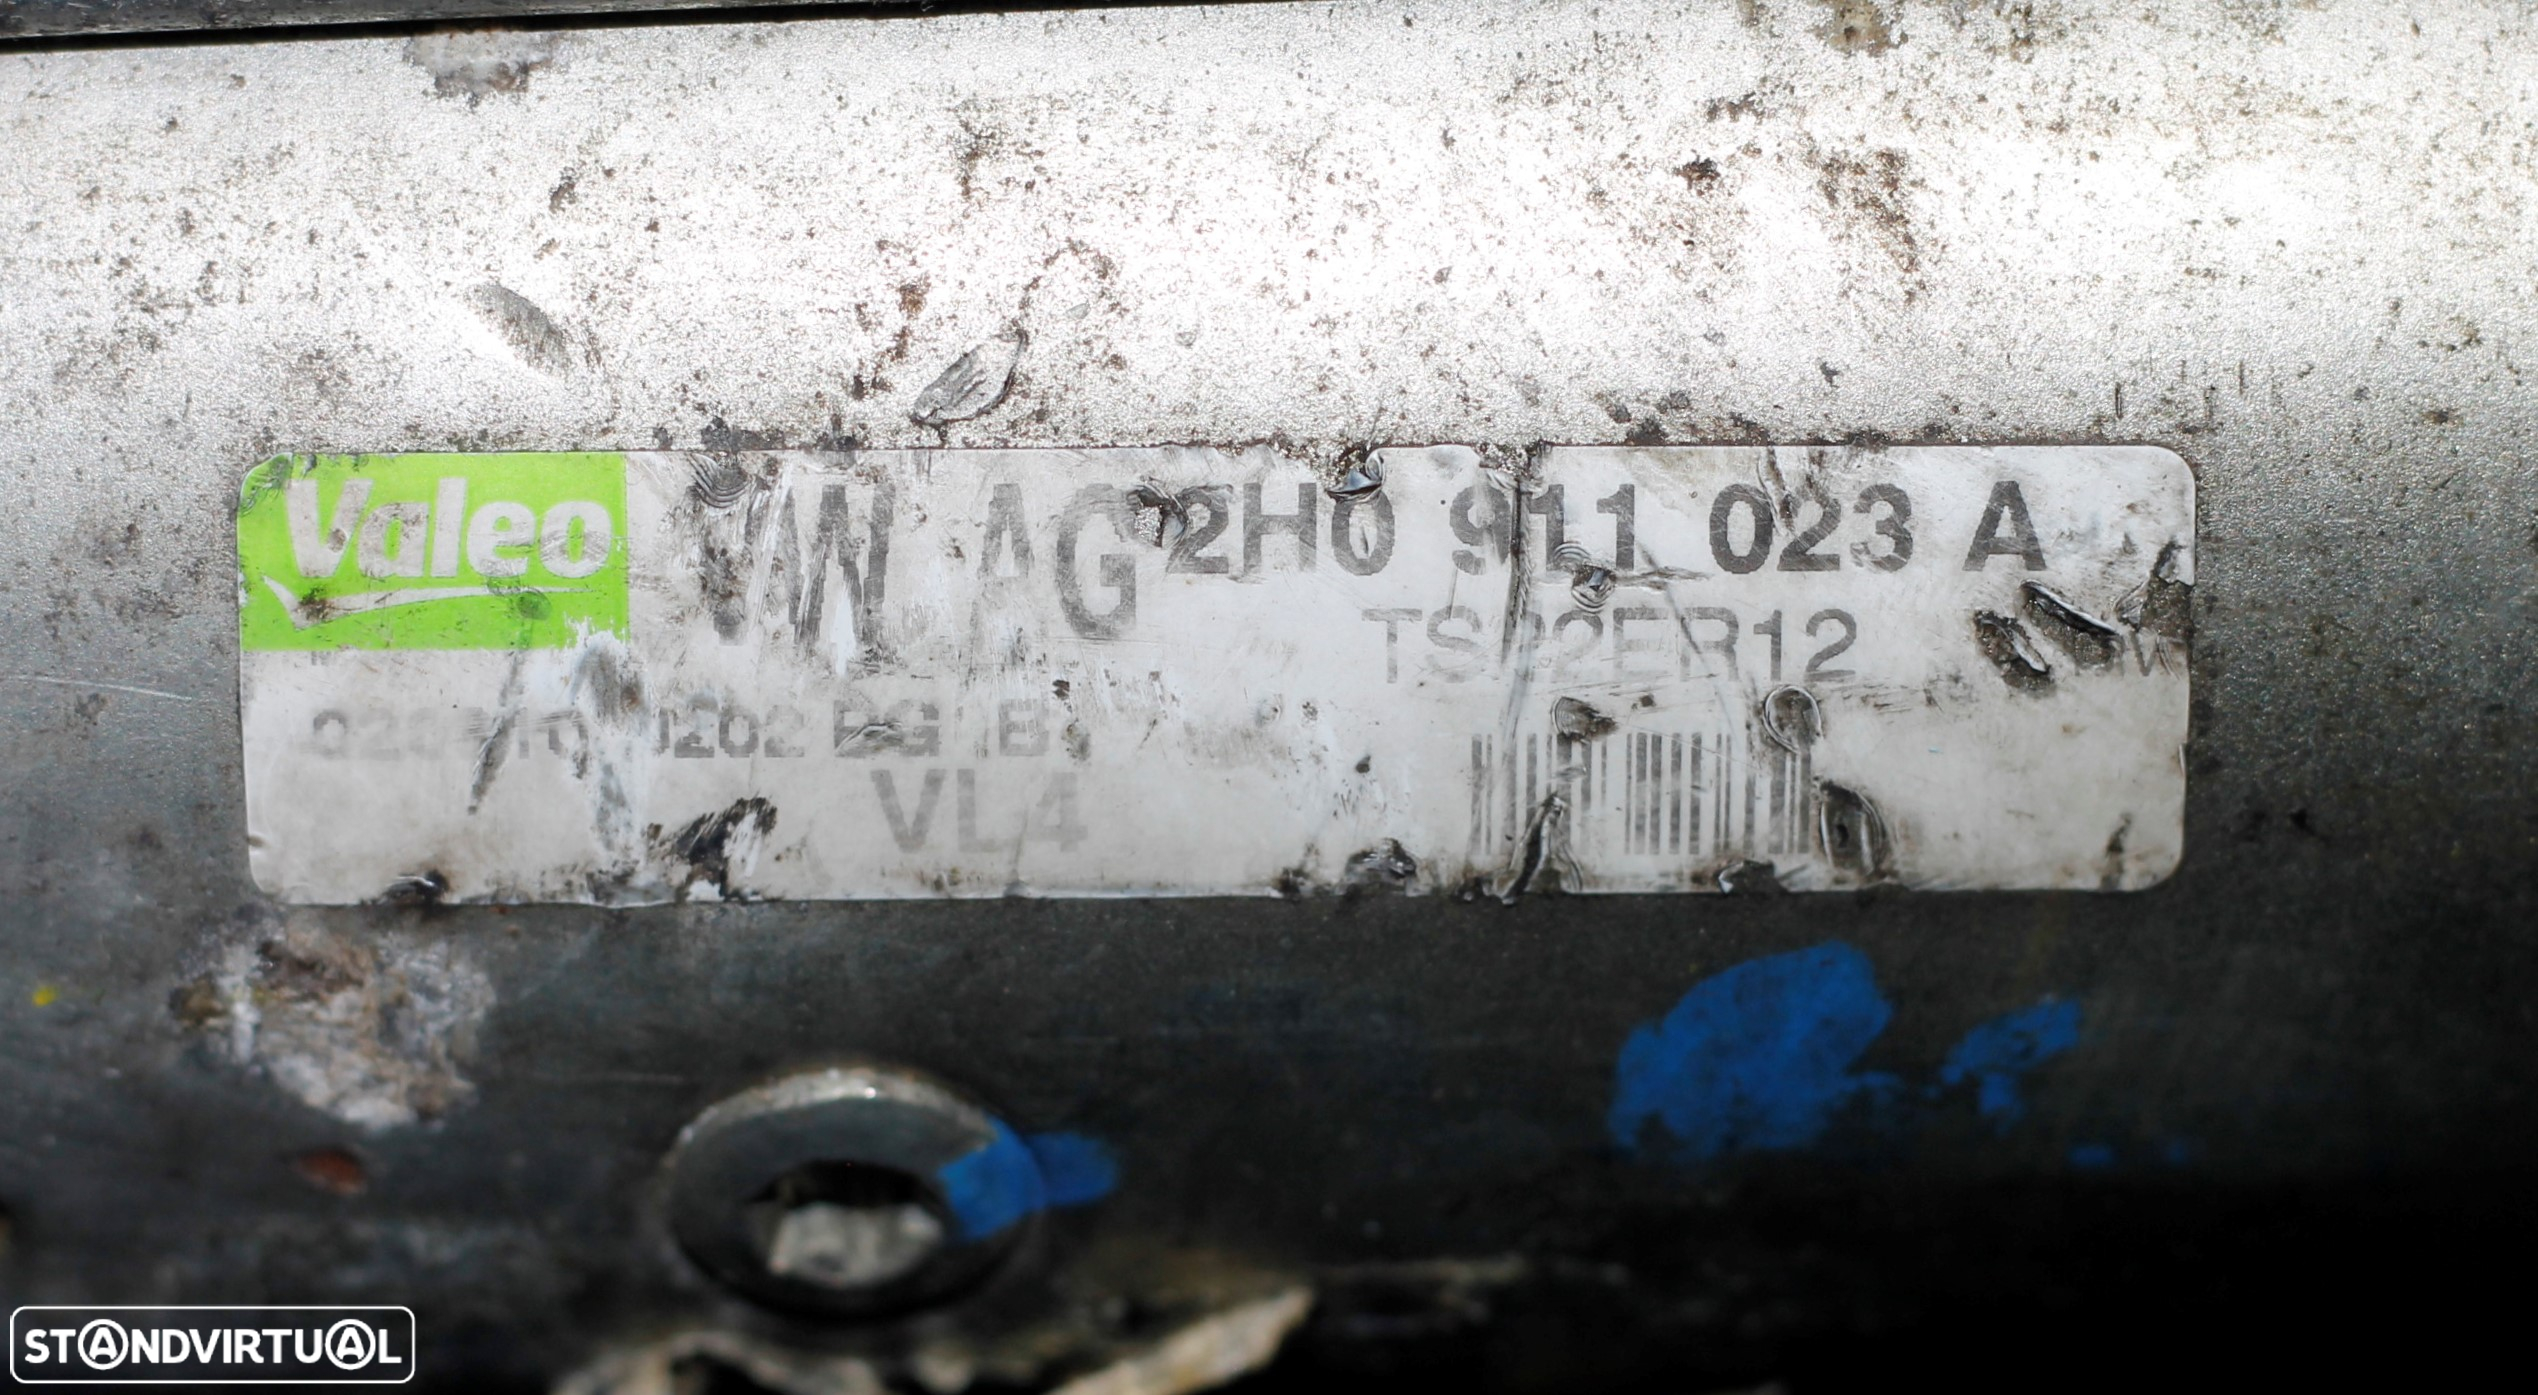 Valeo VW AG 2H0 911 023 A
TS22ER12
VL4
STANDVIRTUAL